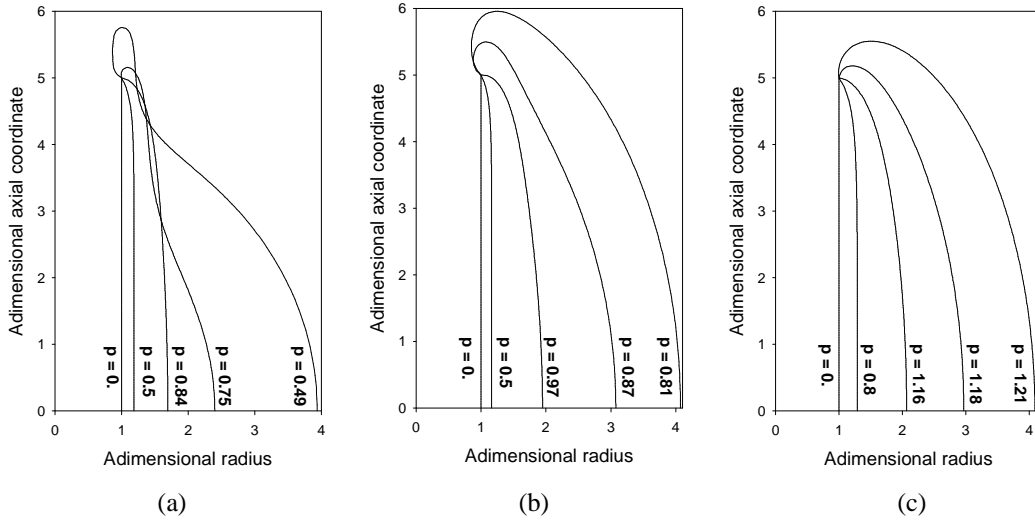 6
5
4
3
2
1
0
Adimensional axial coordinate
p = 0.
p = 0.5
p = 0.84
p = 0.75
p = 0.49
0 1 2 3 4
Adimensional radius
(a)
6
5
4
3
2
1
0
Adimensional axial coordinate
p = 0.
p = 0.5
p = 0.97
p = 0.87
p = 0.81
0 1 2 3 4
Adimensional radius
(b)
6
5
4
3
2
1
0
Adimensional axial coordinate
p = 0.
p = 0.8
p = 1.16
p = 1.18
p = 1.21
0 1 2 3 4
Adimensional radius
(c)